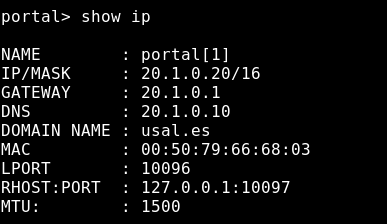 portal> show ip
NAME        : portal[1]
IP/MASK     : 20.1.0.20/16
GATEWAY     : 20.1.0.1
DNS         : 20.1.0.10
DOMAIN NAME : usal.es
MAC         : 00:50:79:66:68:03
LPORT       : 10096
RHOST:PORT  : 127.0.0.1:10097
MTU:        : 1500